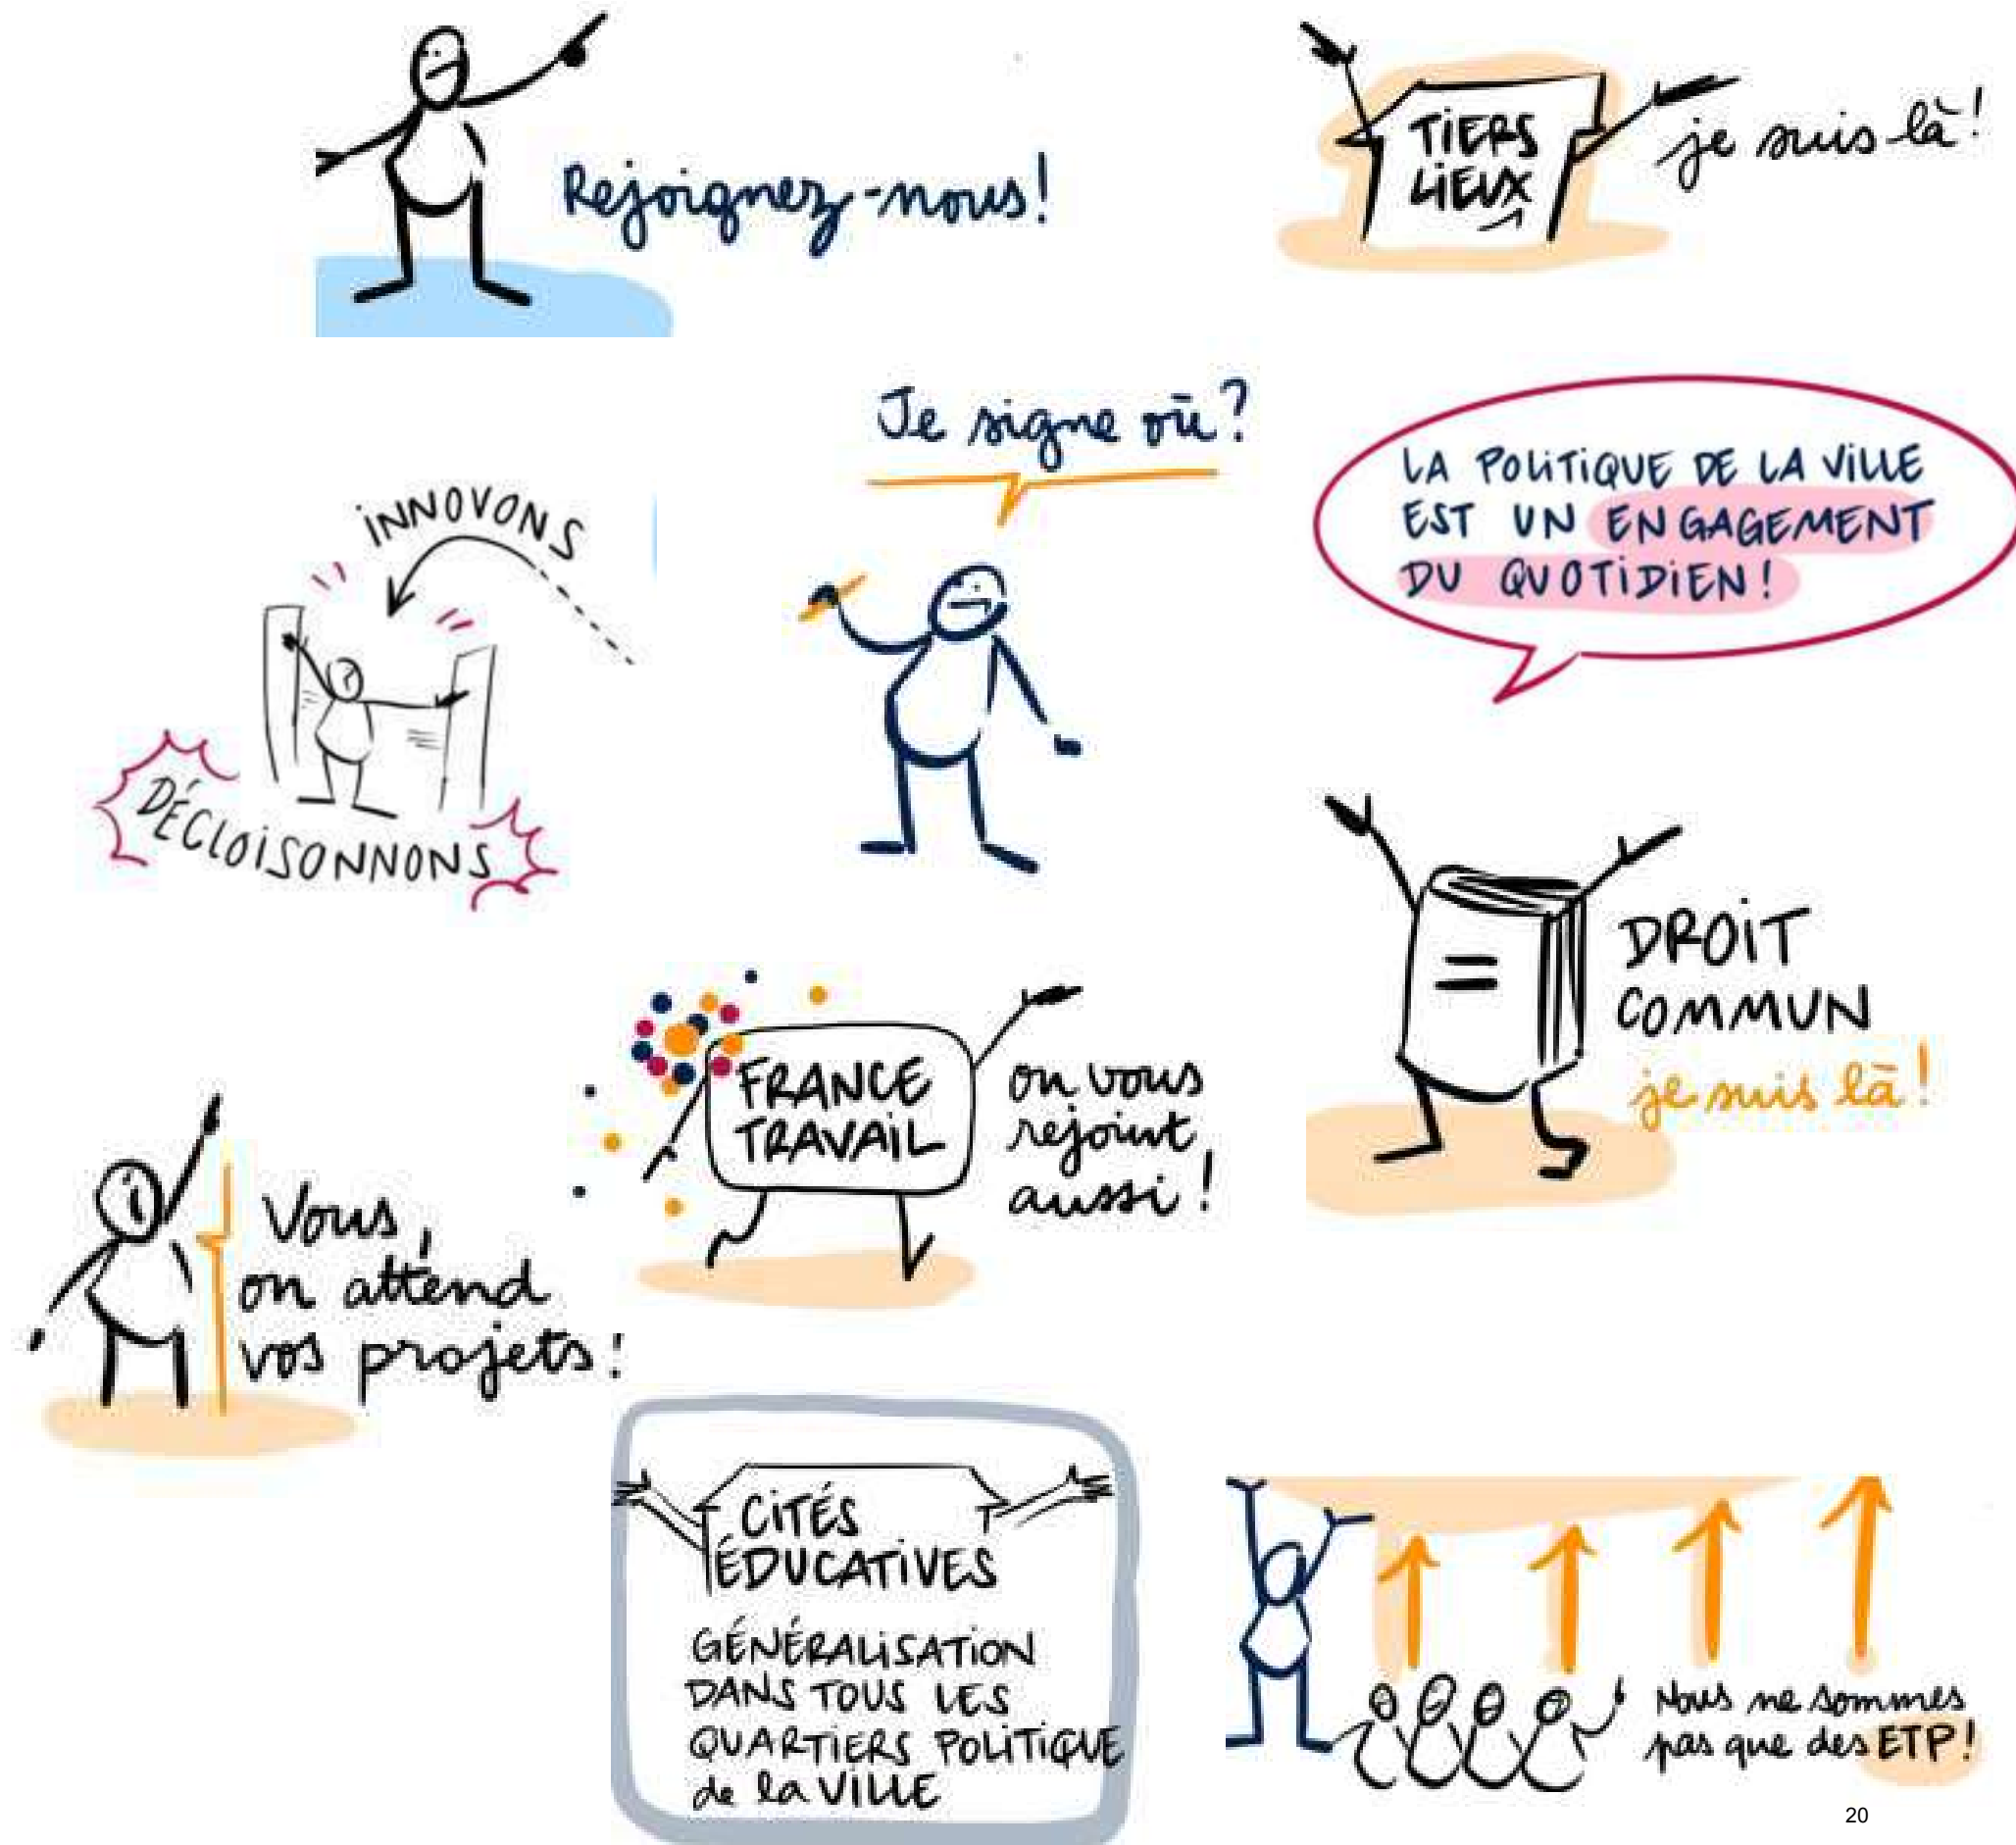 Rejoignez-nous!
TIERS
LIEUX
je suis là!
Je signe où?
INNOVONS
DÉCLOISONNONS
LA POLITIQUE DE LA VILLE
EST UN ENGAGEMENT
DU QUOTIDIEN!
DROIT
COMMUN
je suis là!
FRANCE
TRAVAIL
on vous
rejoint
aussi!
Vous,
on attend
vos projets!
CITÉS
ÉDUCATIVES
GÉNÉRALISATION
DANS TOUS LES
QUARTIERS POLITIQUE
de la VILLE
Nous ne sommes
pas que des ETP!
20